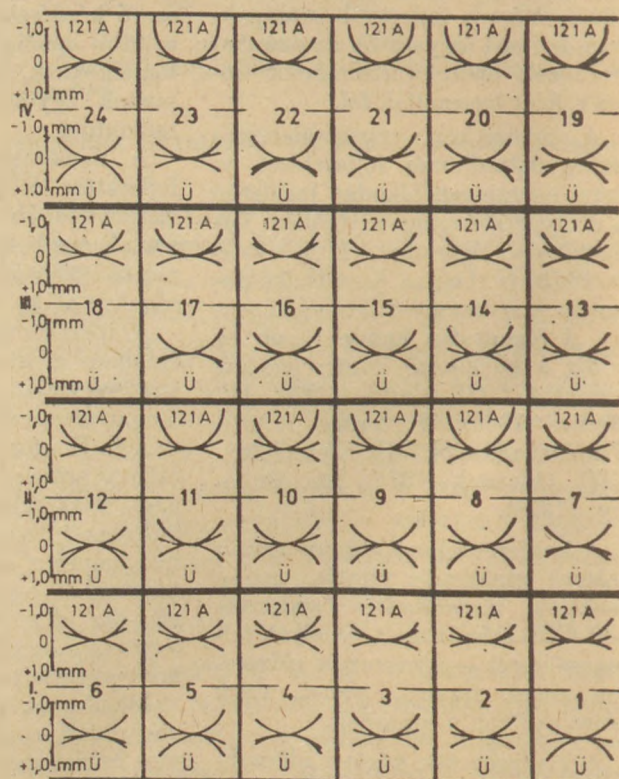 -1,0 121 A 121 A 121 A 121 A 121 A 121 A
0
+1.0 mm
IV. 24 23 22 21 20 19
-1.0
0
+1.0 mm Ü Ü Ü Ü Ü Ü
-1,0 121 A 121 A 121 A 121 A 121 A 121 A
0
+1,0 mm
III. 18 17 16 15 14 13
-1,0
0
+1,0 mm Ü Ü Ü Ü Ü Ü
-1,0 121 A 121 A 121 A 121 A 121 A 121 A
0
+1,0 mm
II. 12 11 10 9 8 7
-1,0
0
+1,0 mm Ü Ü Ü Ü Ü Ü
-1,0 121 A 121 A 121 A 121 A 121 A 121 A
0
+1,0 mm
I. 6 5 4 3 2 1
-1,0
0
+1,0 mm Ü Ü Ü Ü Ü Ü